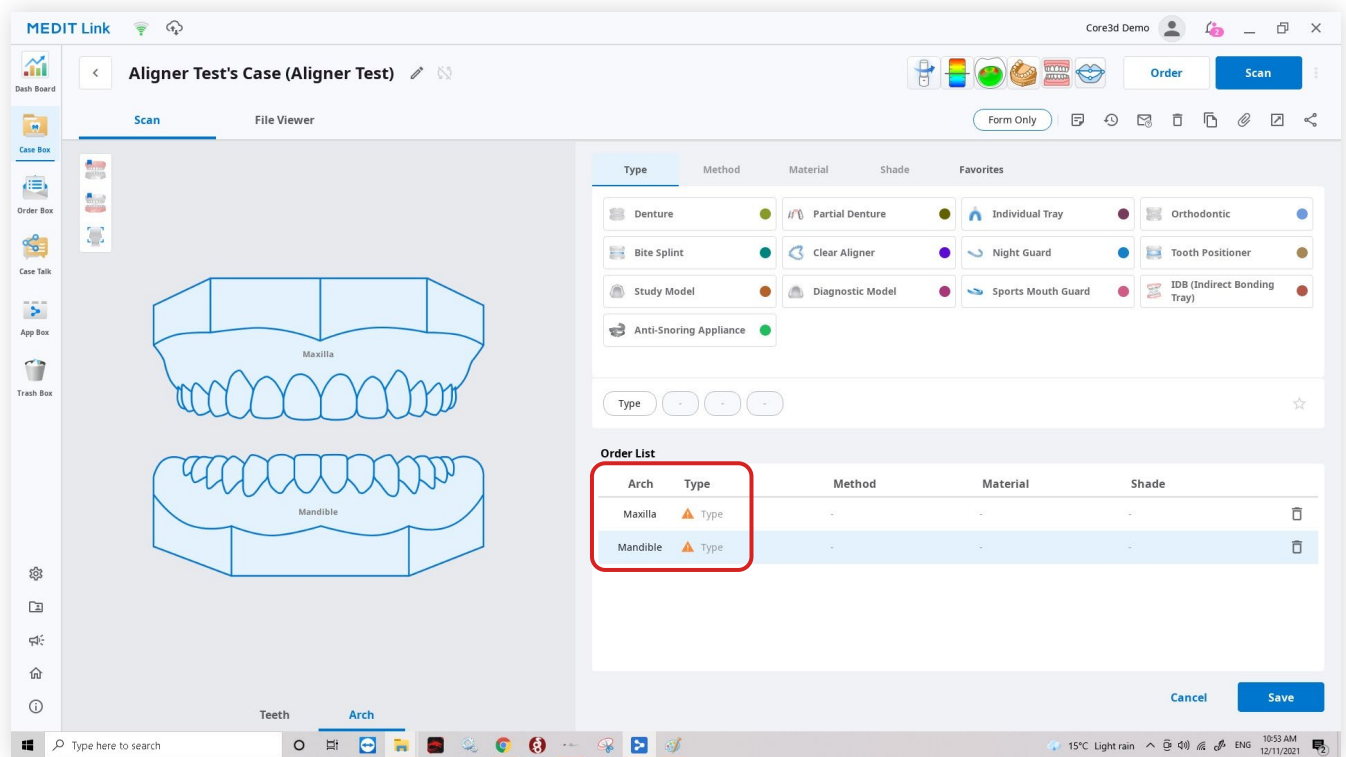 MEDIT Link
Core3d Demo
2
Dash Board
Aligner Test's Case (Aligner Test)
Order
Scan
Scan
File Viewer
Form Only
Case Box
Order Box
Case Talk
App Box
Trash Box
Maxilla
Mandible
Teeth
Arch
Type
Method
Material
Shade
Favorites
Denture
Partial Denture
Individual Tray
Orthodontic
Bite Splint
Clear Aligner
Night Guard
Tooth Positioner
Study Model
Diagnostic Model
Sports Mouth Guard
IDB (Indirect Bonding
Tray)
Anti-Snoring Appliance
Type - - -
Order List
Arch Type Method Material Shade
Maxilla Type - - -
Mandible Type - - -
Cancel
Save
Type here to search
15°C Light rain
ENG
10:53 AM
12/11/2021
2